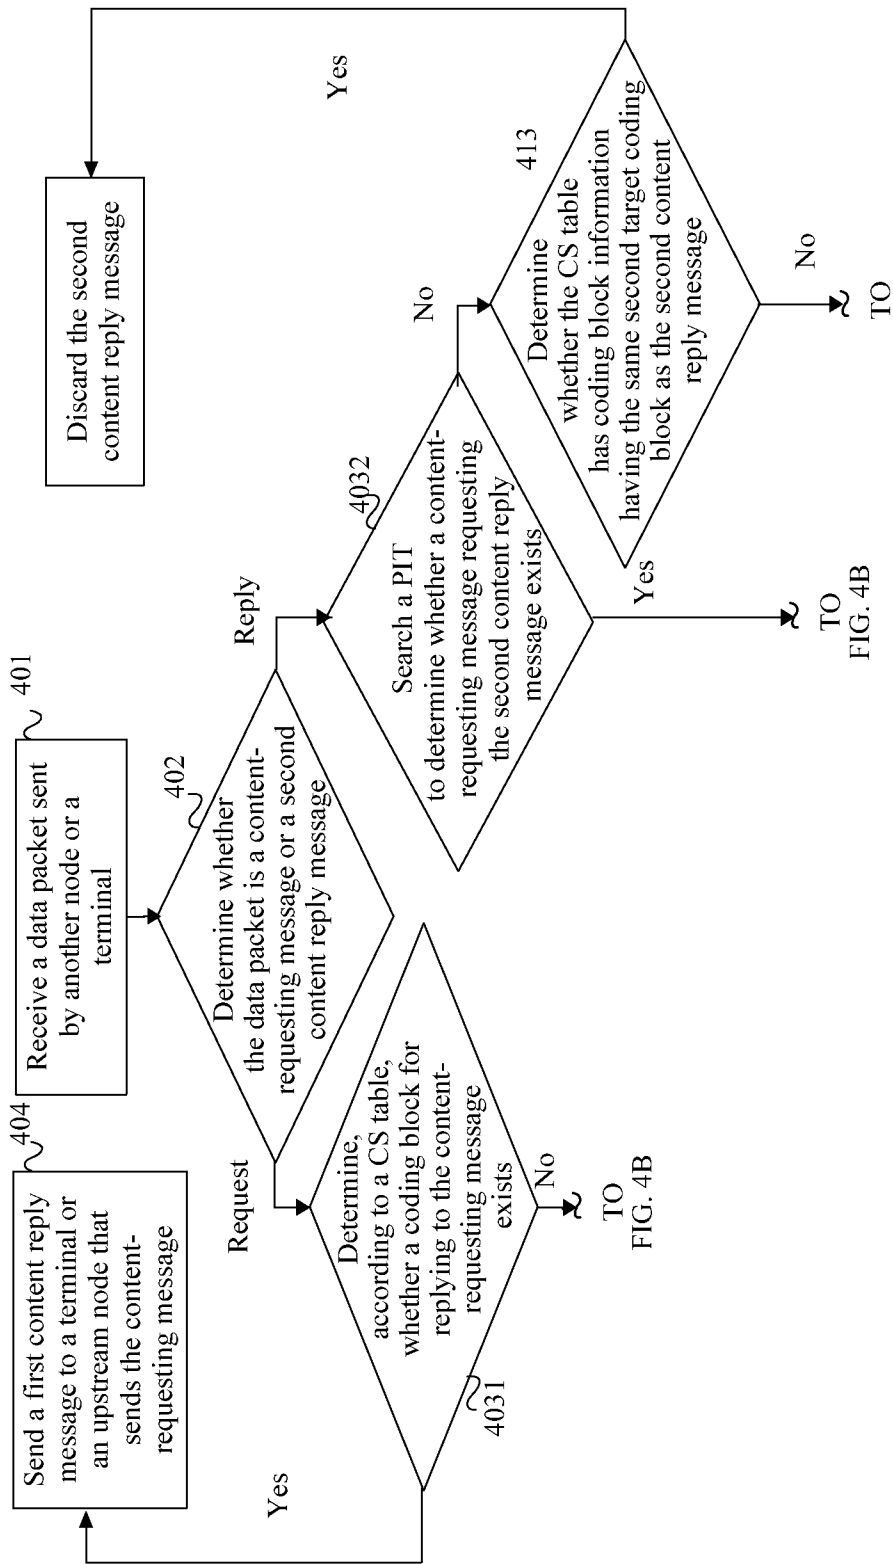 404
Send a first content reply
message to a terminal or
an upstream node that
sends the content-
requesting message
401
Receive a data packet sent
by another node or a
terminal
Discard the second
content reply message
402
Determine whether
the data packet is a content-
requesting message or a second
content reply message
Request
Reply
Yes
4031
Determine,
according to a CS table,
whether a coding block for
replying to the content-
requesting message
exists
No
TO
FIG. 4B
4032
Search a PIT
to determine whether a content-
requesting message requesting
the second content reply
message exists
No
Yes
TO
FIG. 4B
413
Determine
whether the CS table
has coding block information
having the same second target coding
block as the second content
reply message
Yes
No
TO